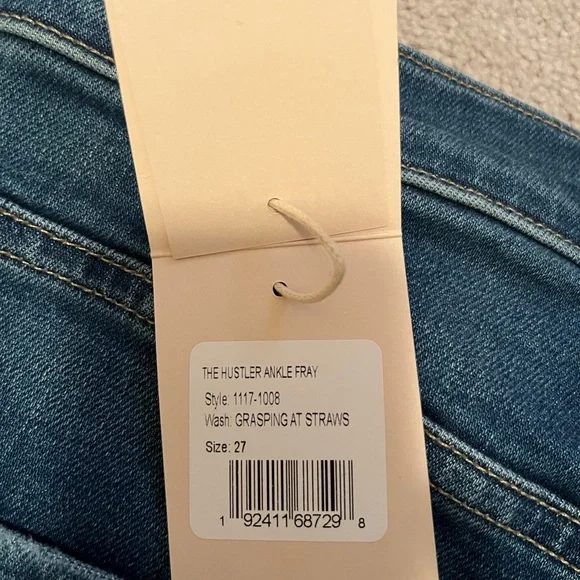 THE HUSTLER ANKLE FRAY
Style: 1117-1008
Wash: GRASPING AT STRAWS
Size: 27
1 92411 68729 8